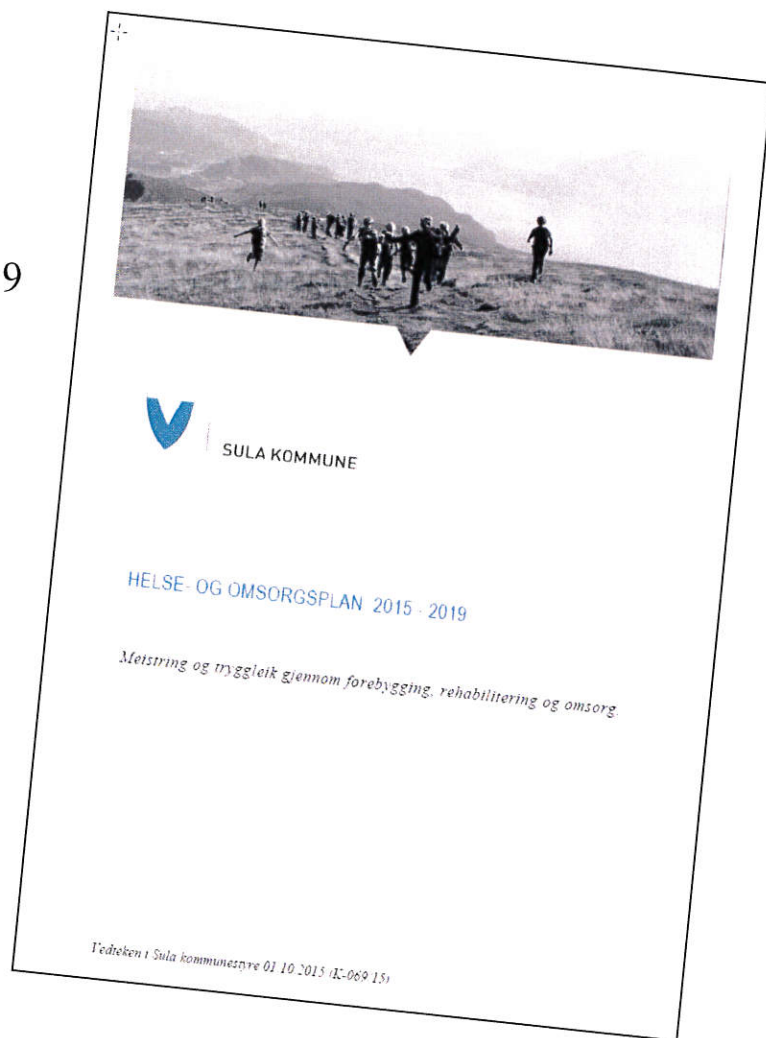 9
SULA KOMMUNE
HELSE- OG OMSORGSPLAN 2015 - 2019
Meistring og tryggleik gjennom forebygging, rehabilitering og omsorg.
Vedteken i Sula kommunestyre 01.10.2015 (K-069/15)